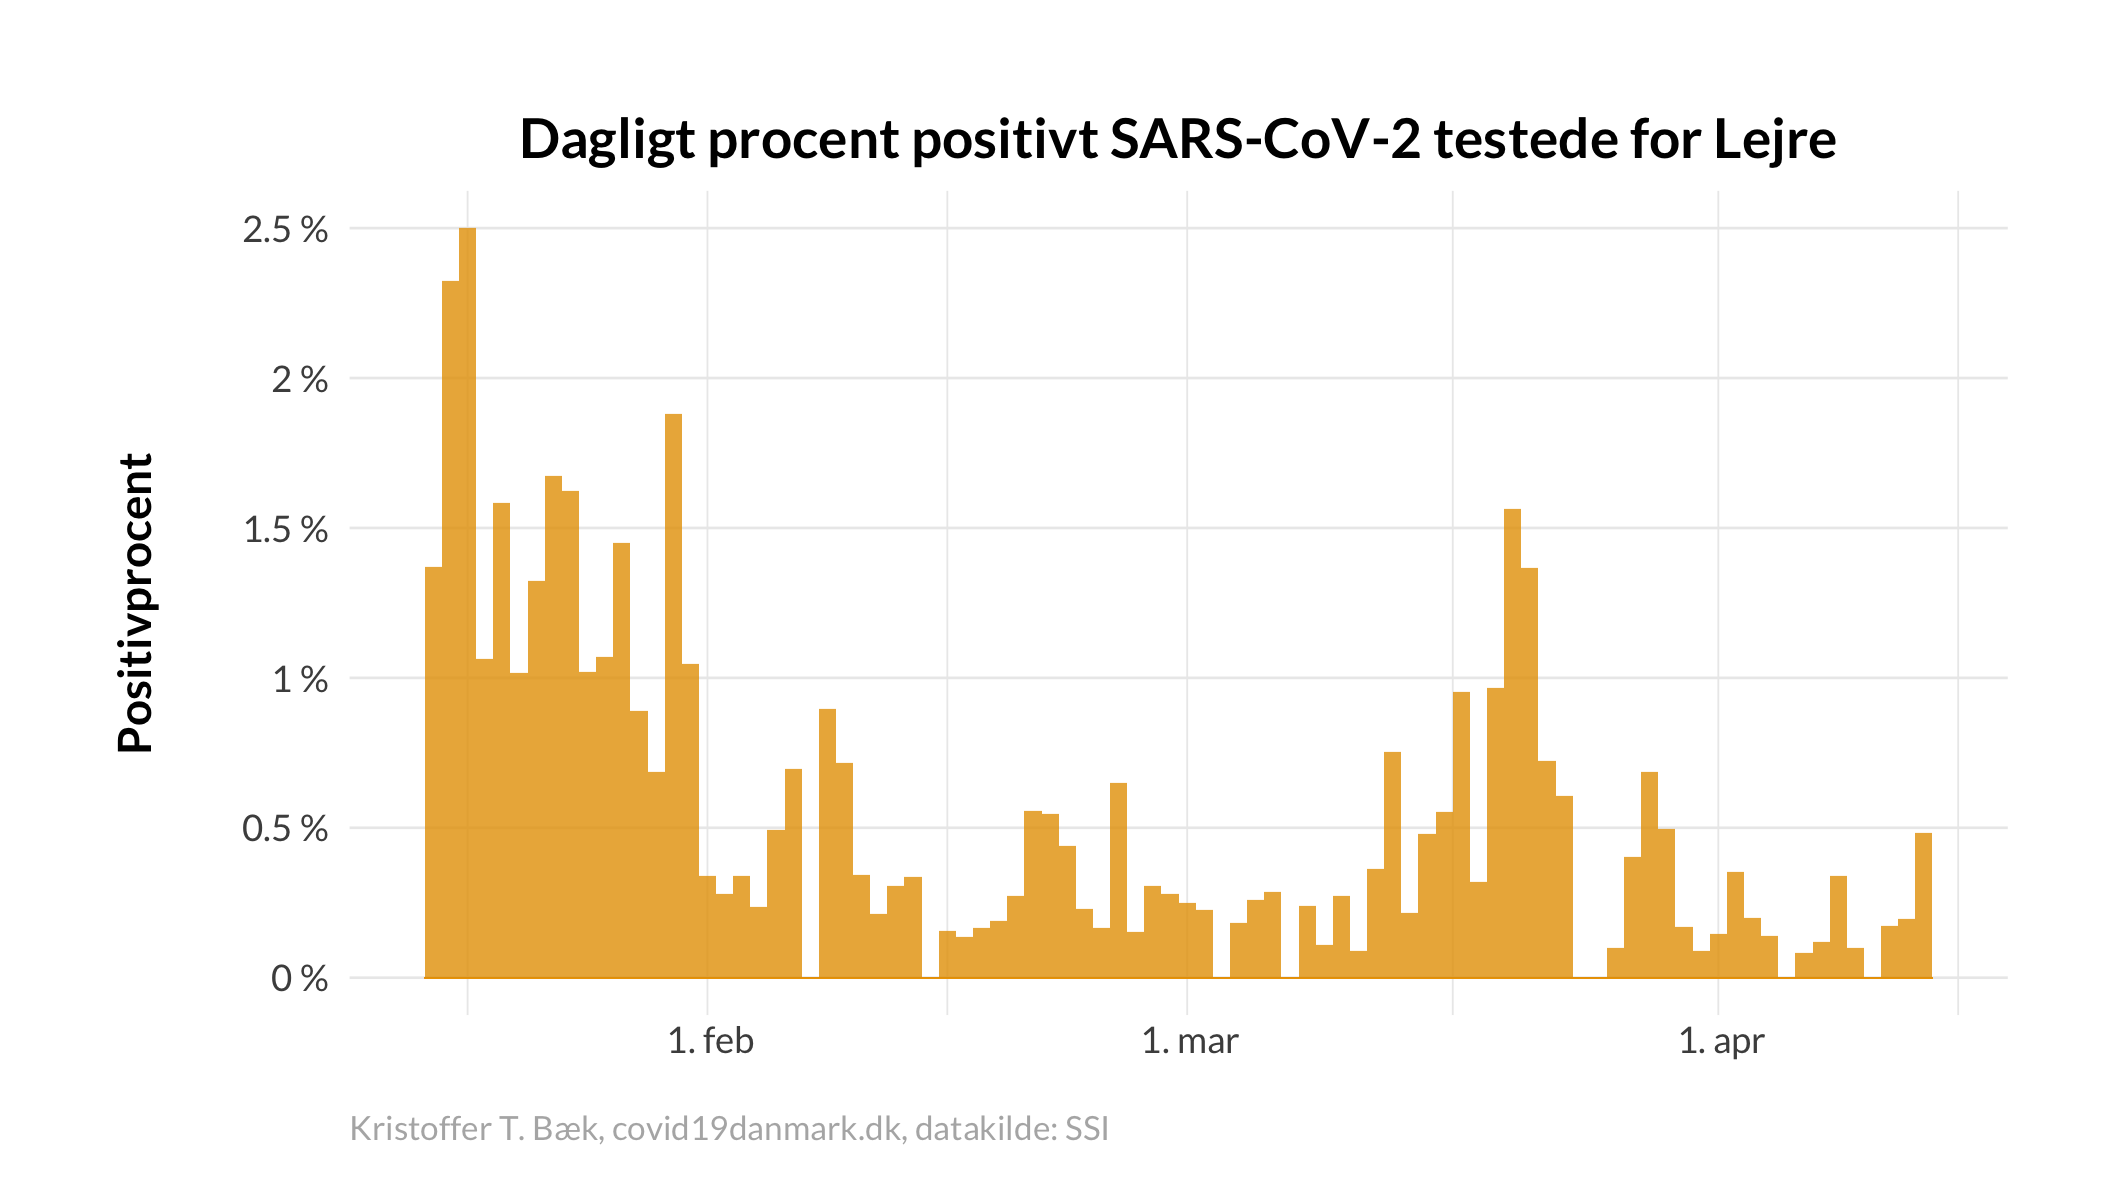 Dagligt procent positivt SARS-CoV-2 testede for Lejre
Positivprocent
2.5 %
2 %
1.5 %
1 %
0.5 %
0 %
1. feb
1. mar
1. apr
Kristoffer T. Bæk, covid19danmark.dk, datakilde: SSI